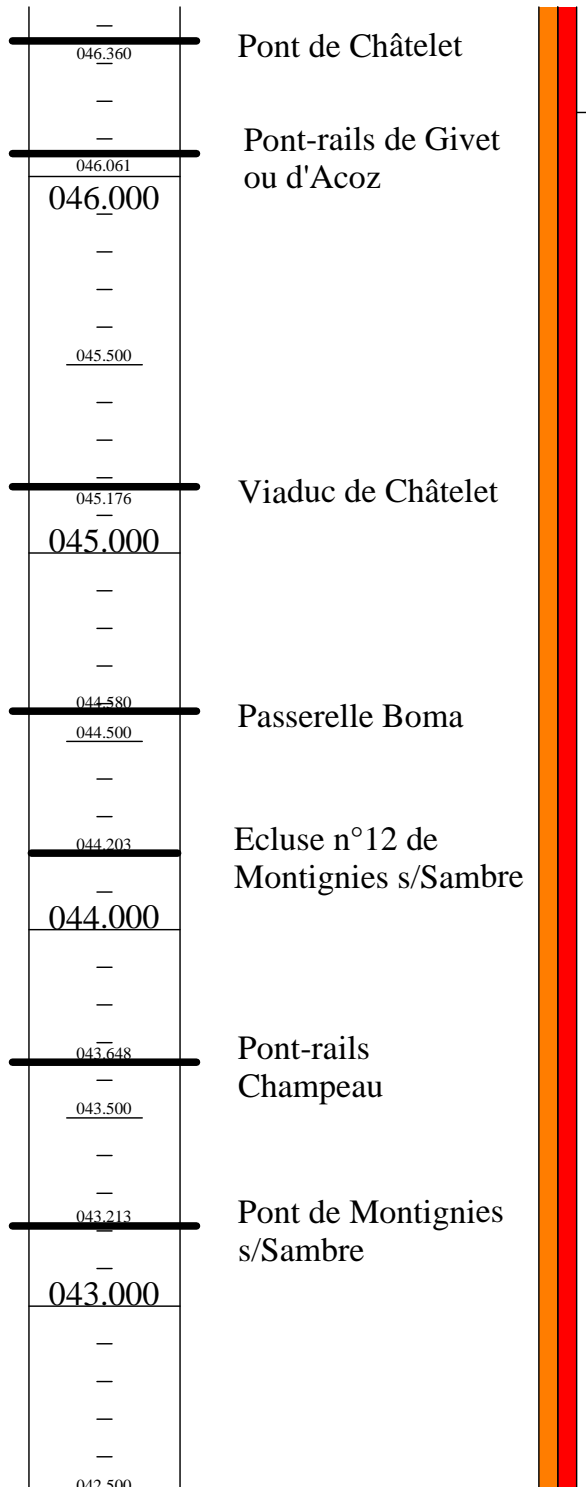 Pont de Châtelet
046.360
Pont-rails de Givet
ou d'Acoz
046.061
046.000
045.500
Viaduc de Châtelet
045.176
045.000
044.580
Passerelle Boma
044.500
Ecluse n°12 de
044.203
Montignies s/Sambre
044.000
Pont-rails
043.648
Champeau
043.500
Pont de Montignies
043.213
s/Sambre
043.000
042.500